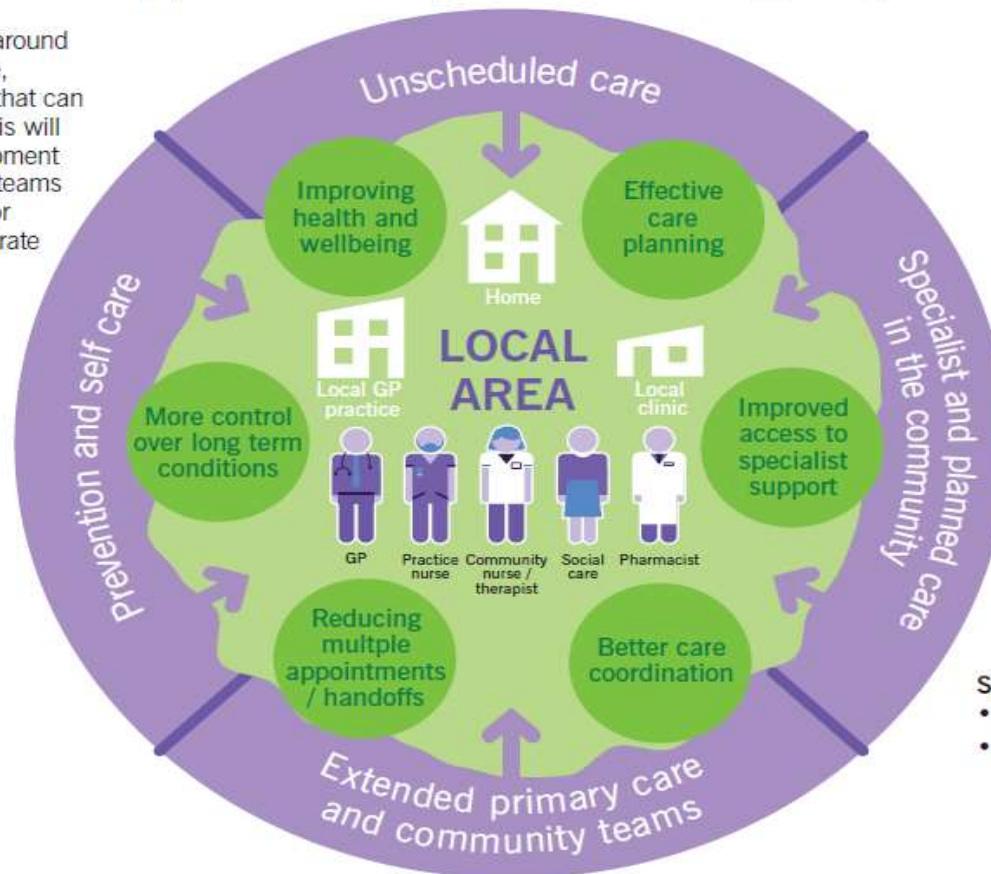 around
that can
is will
teams
Unscheduled care
Improving
health and
wellbeing
Effective
care
planning
Home
Prevention and self care
Specialist and planned care
in the community
LOCAL
AREA
Local GP
practice
Local
clinic
More control
over long term
conditions
Improved
access to
specialist
support
GP
Practice
nurse
Community
nurse /
therapist
Social
care
Pharmacist
Reducing
multple
appointments
/ handoffs
Better care
coordination
Extended primary care
and community teams